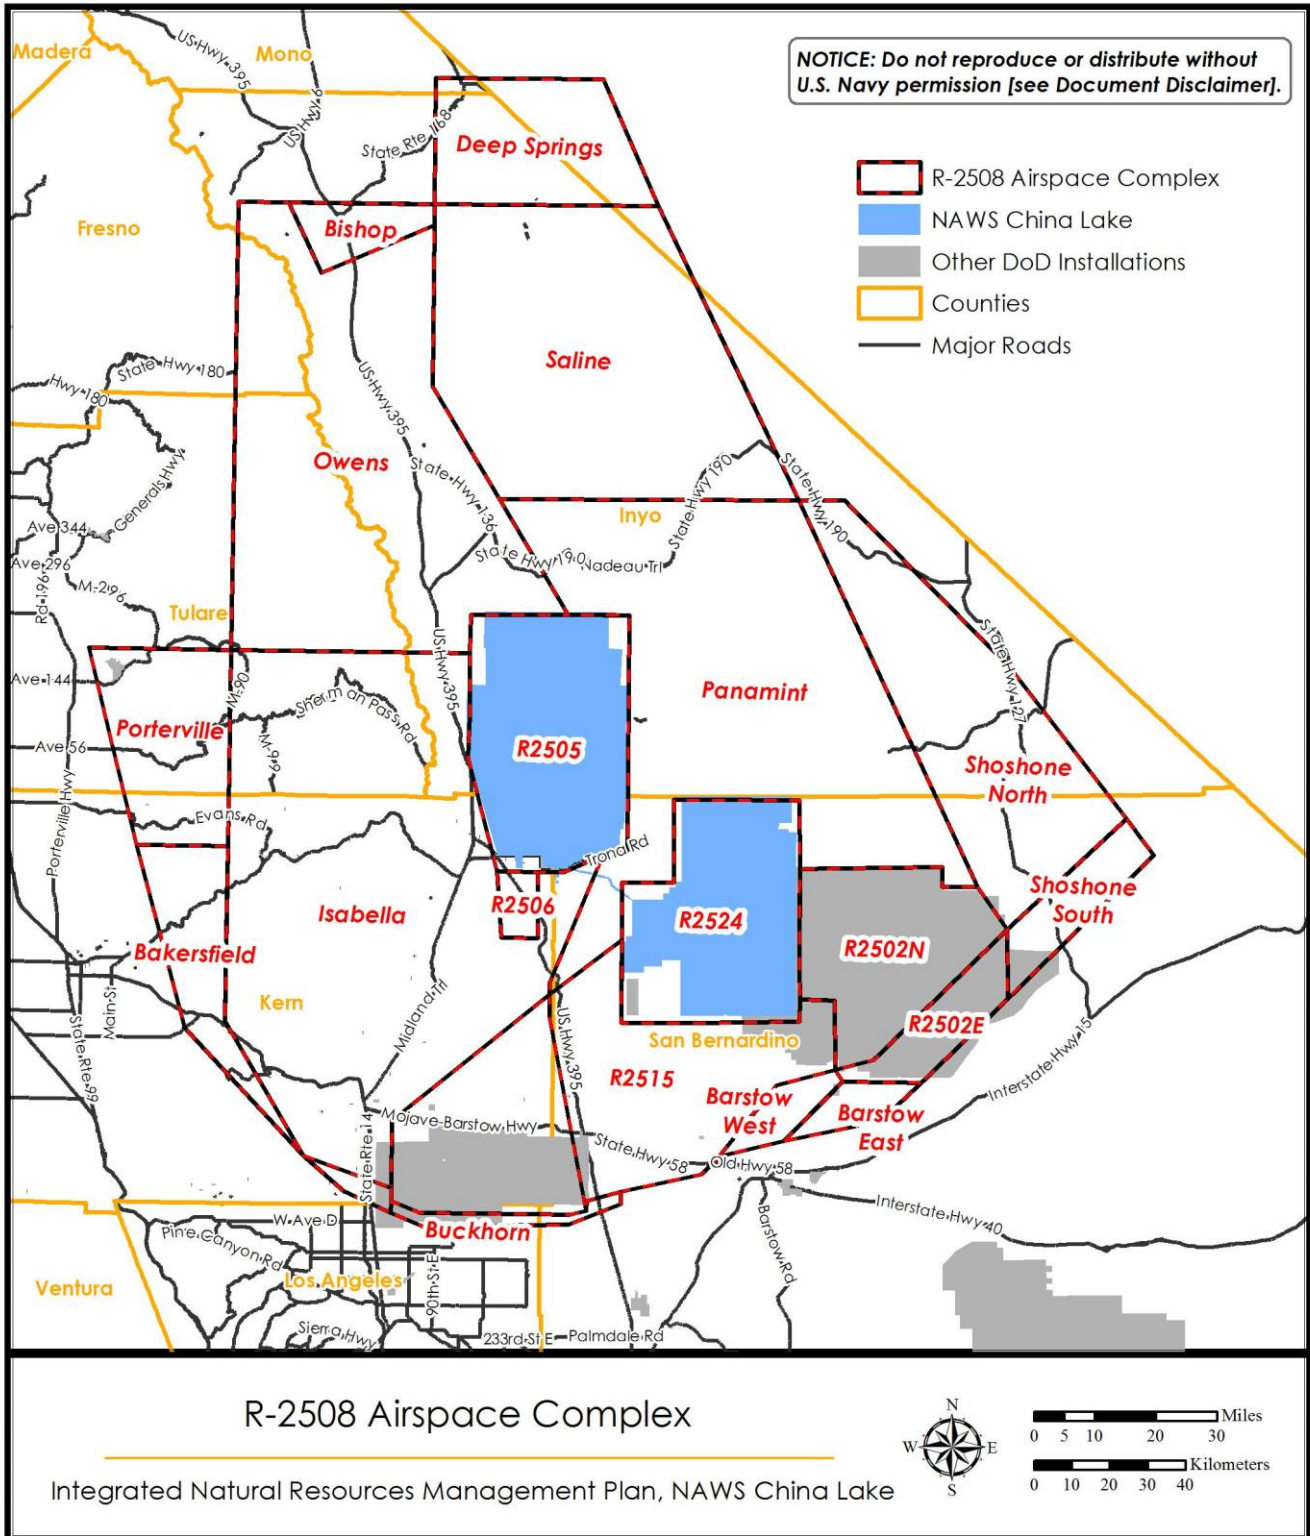 NOTICE: Do not reproduce or distribute without
U.S. Navy permission [see Document Disclaimer].
R-2508 Airspace Complex
NAWS China Lake
Other DoD Installations
Counties
Major Roads
Madera
US Hwy 395
Mono
US Hwy 6
State Rte 168
Deep Springs
Fresno
Bishop
Saline
State Hwy 180
Hwy 180
US Hwy 395
Owens
Generals Hwy
State Hwy 136
State Hwy 190
State Hwy 190
Inyo
Ave 344
Ave 296
State Hwy 190
Nadeau Trl
M-296
Rd 196
Tulare
US Hwy 395
State Hwy 127
Ave 144
M-90
Sherman Pass Rd
Panamint
Porterville
Ave 56
M-99
R2505
Shoshone
North
Porterville Hwy
Evans Rd
Trona Rd
Shoshone
South
Isabella
R2506
R2524
R2502N
Bakersfield
Kern
Main St
State Rte 99
Midland Trl
US Hwy 395
R2502E
San Bernardino
Interstate Hwy 15
R2515
Barstow
West
Barstow
East
Mojave-Barstow Hwy
State Rte 14
State Hwy 58
Old Hwy 58
Interstate Hwy 40
W Ave D
Buckhorn
Pine Canyon Rd
Barstow Rd
Ventura
Los Angeles
90th St E
Sierra Hwy
233rd St E
Palmdale Rd
R-2508 Airspace Complex
Integrated Natural Resources Management Plan, NAWS China Lake
N
W
E
S
Miles
0 5 10 20 30
Kilometers
0 10 20 30 40